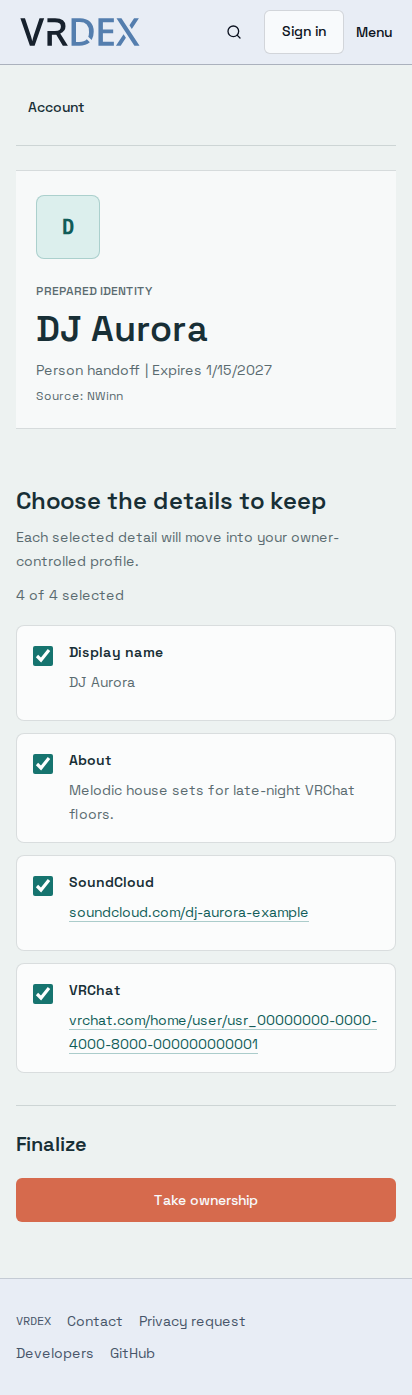 VRDEX
Sign in
Menu
Account
D
PREPARED IDENTITY
DJ Aurora
Person handoff | Expires 1/15/2027
Source: NWinn
Choose the details to keep
Each selected detail will move into your owner-
controlled profile.
4 of 4 selected
Display name
DJ Aurora
About
Melodic house sets for late-night VRChat
floors.
SoundCloud
soundcloud.com/dj-aurora-example
VRChat
vrchat.com/home/user/usr_00000000-0000-
4000-8000-000000000001
Finalize
Take ownership
VRDEX Contact Privacy request
Developers GitHub